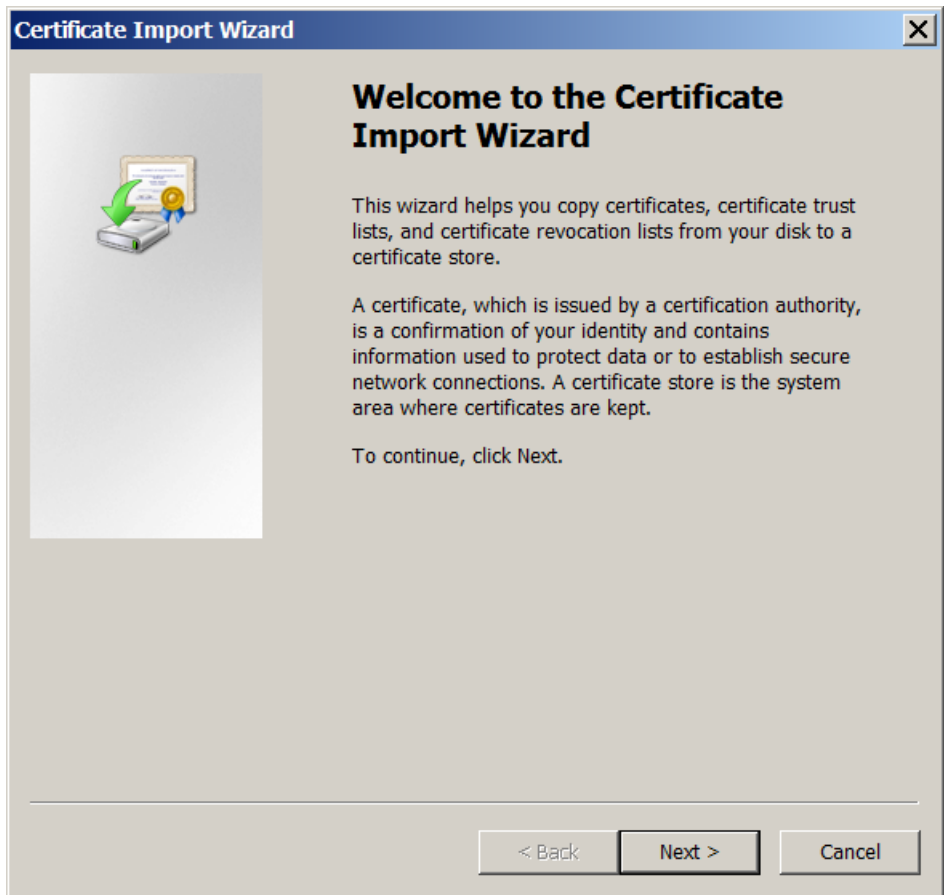 Certificate Import Wizard
Welcome to the Certificate
Import Wizard
This wizard helps you copy certificates, certificate trust
lists, and certificate revocation lists from your disk to a
certificate store.
A certificate, which is issued by a certification authority,
is a confirmation of your identity and contains
information used to protect data or to establish secure
network connections. A certificate store is the system
area where certificates are kept.
To continue, click Next.
< Back
Next >
Cancel